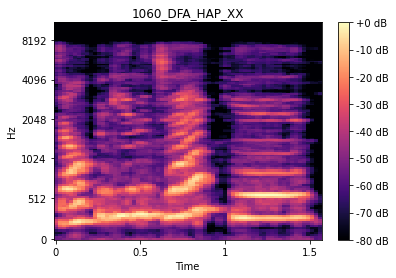 1060_DFA_HAP_XX
Hz
8192
4096
2048
1024
512
0
0
0.5
1
1.5
Time
+0 dB
-10 dB
-20 dB
-30 dB
-40 dB
-50 dB
-60 dB
-70 dB
-80 dB